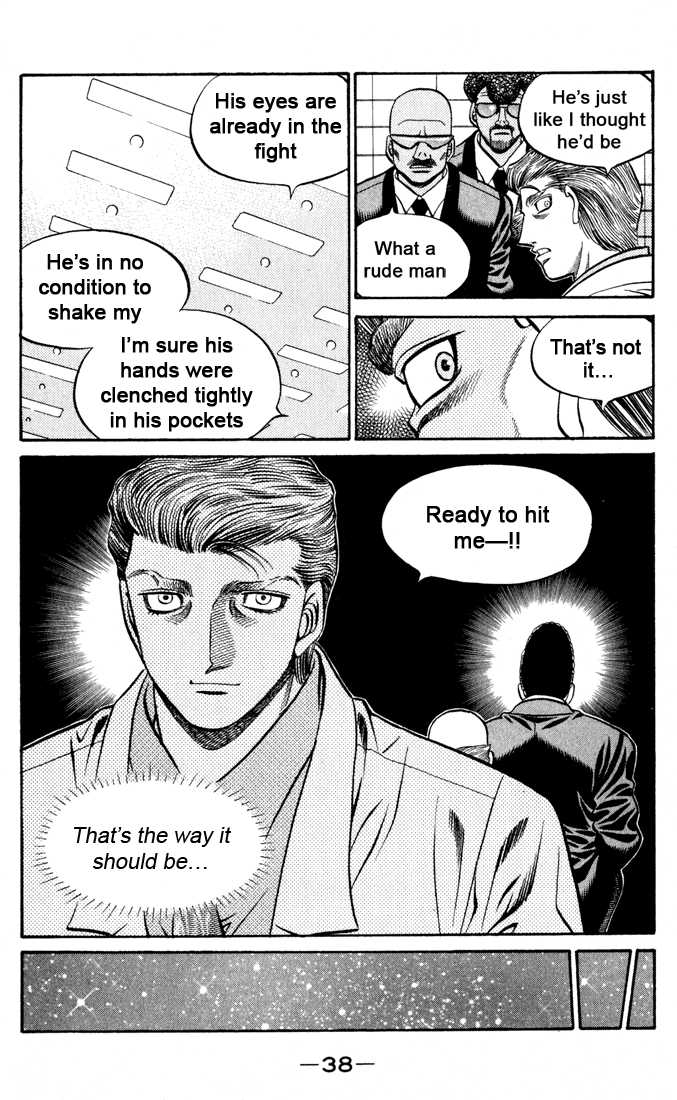 He's just
like I thought
he'd be
What a
rude man
That's not
it...
His eyes are
already in the
fight
He's in no
condition to
shake my
I'm sure his
hands were
clenched tightly
in his pockets
Ready to hit
me—!!
That's the way it
should be...
—38—